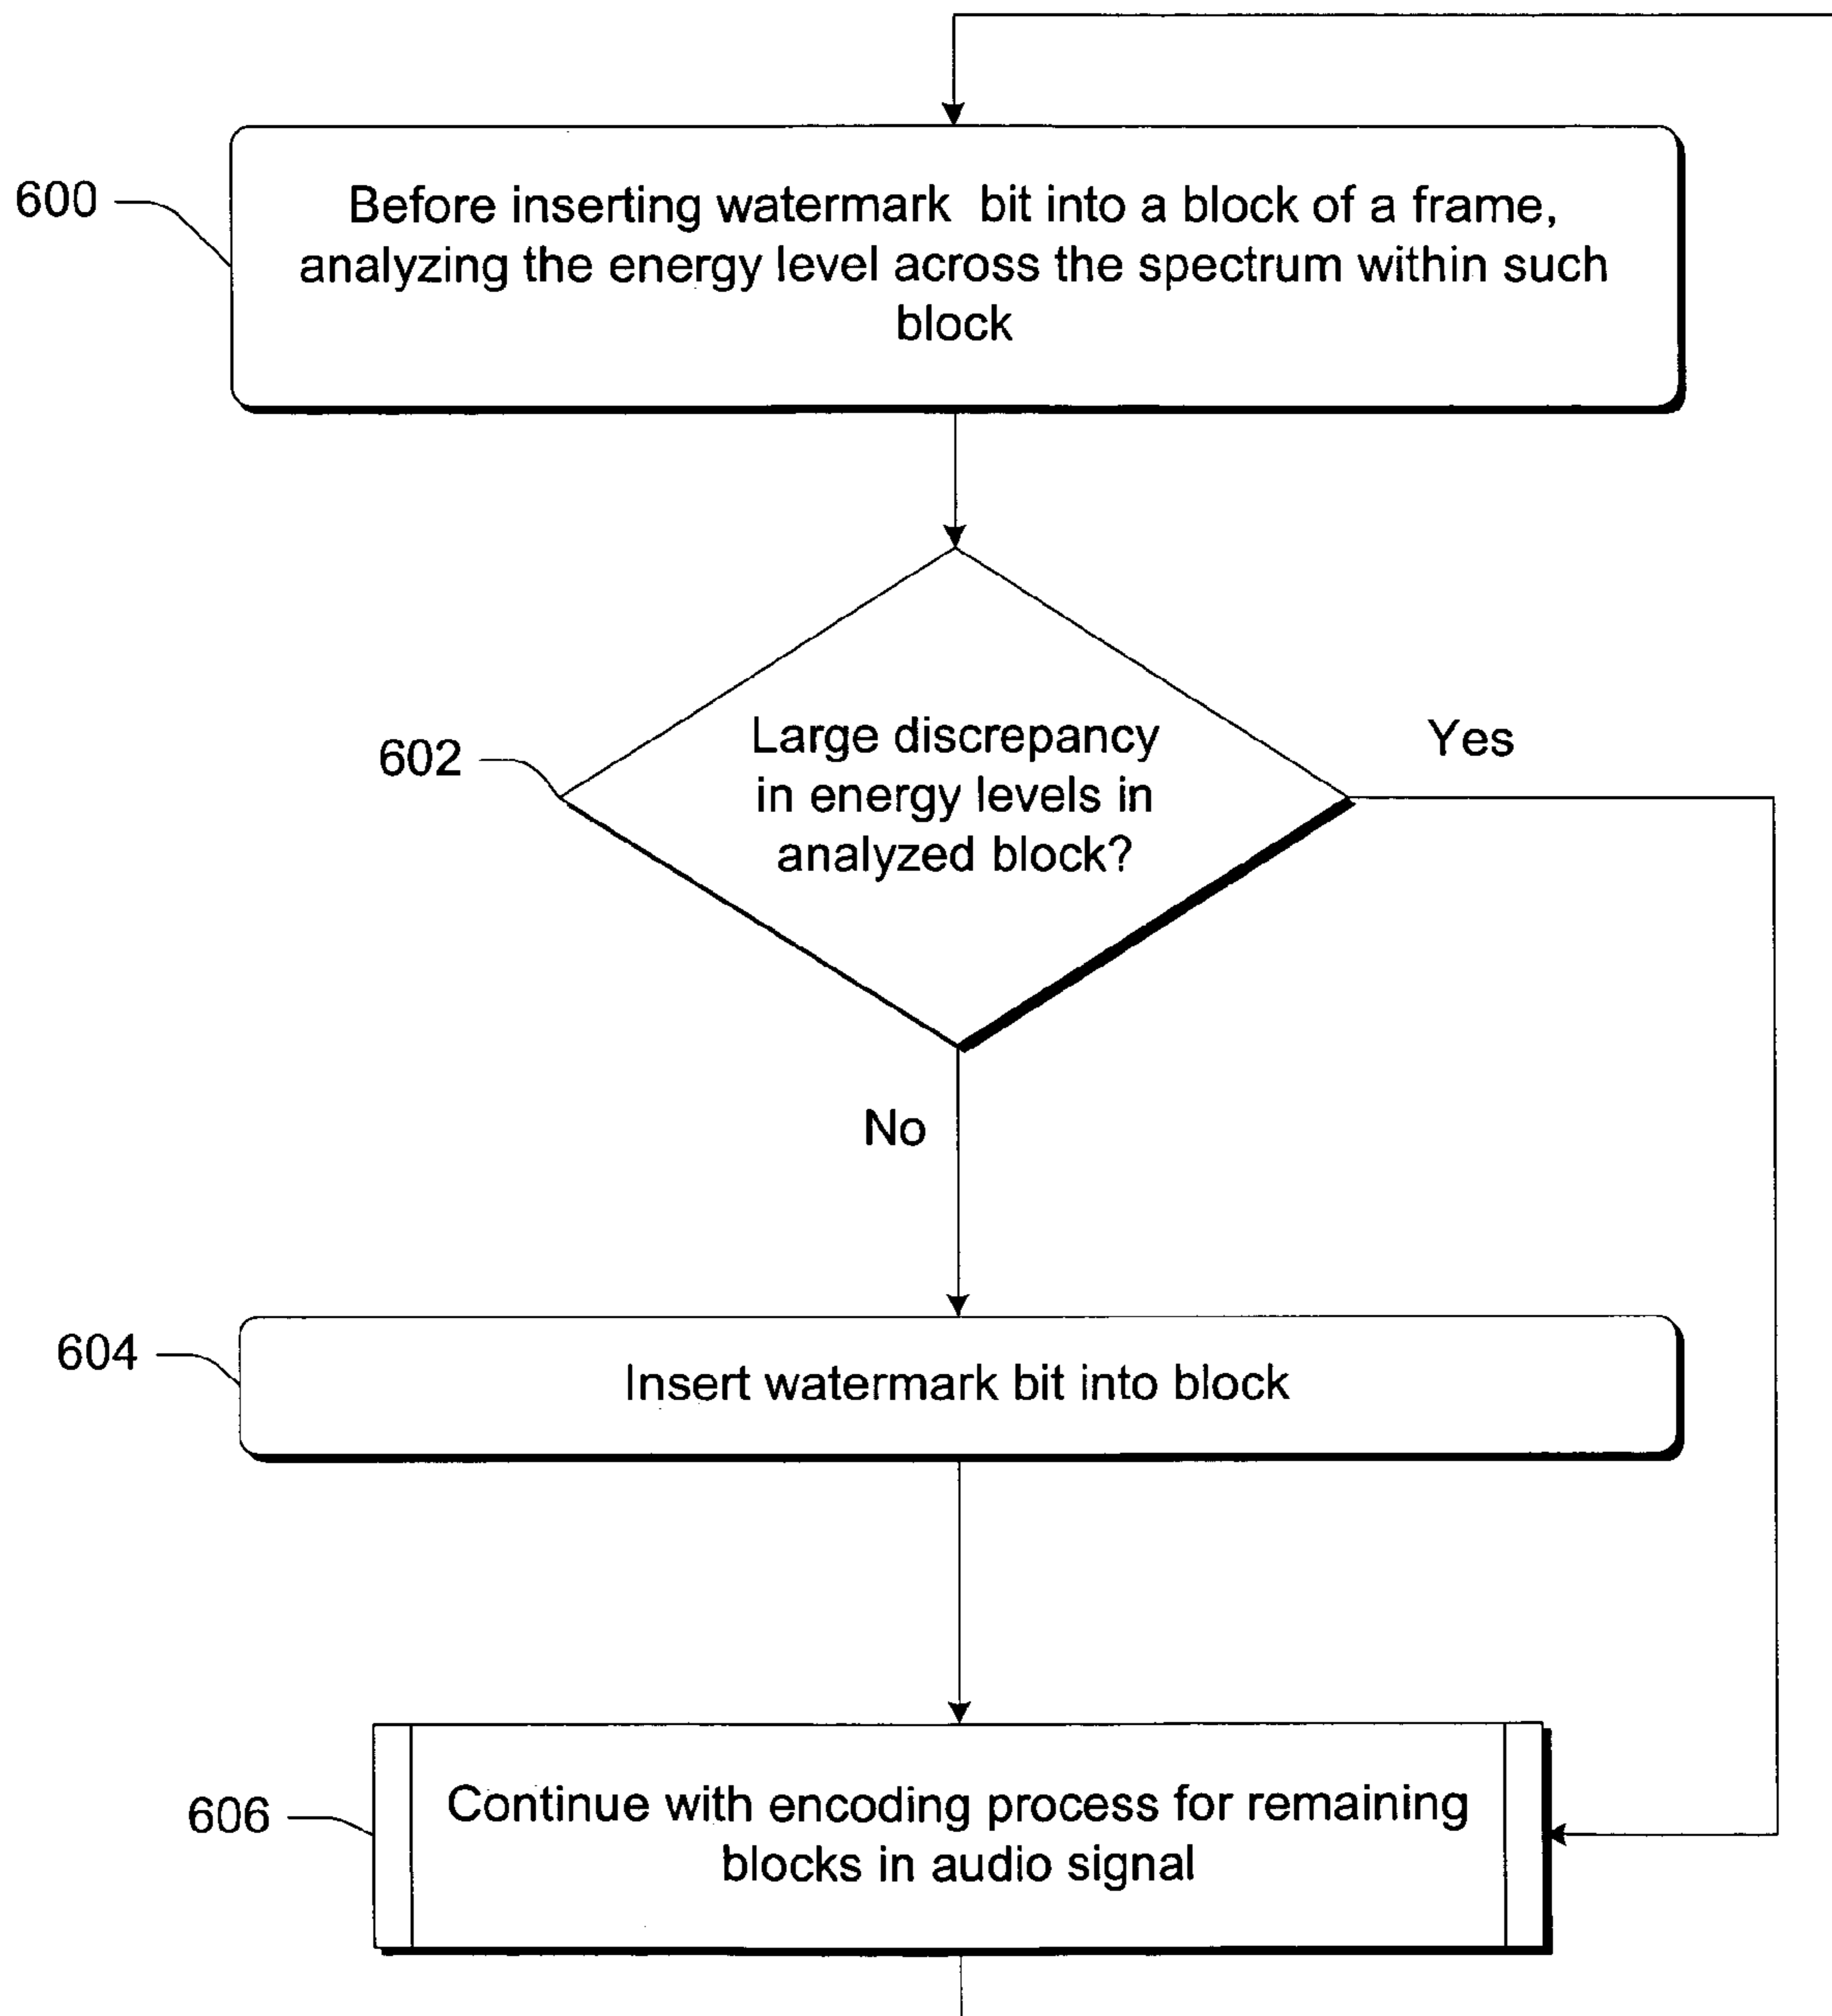 600
Before inserting watermark bit into a block of a frame,
analyzing the energy level across the spectrum within such
block
602
Large discrepancy
in energy levels in
analyzed block?
Yes
No
604
Insert watermark bit into block
606
Continue with encoding process for remaining
blocks in audio signal